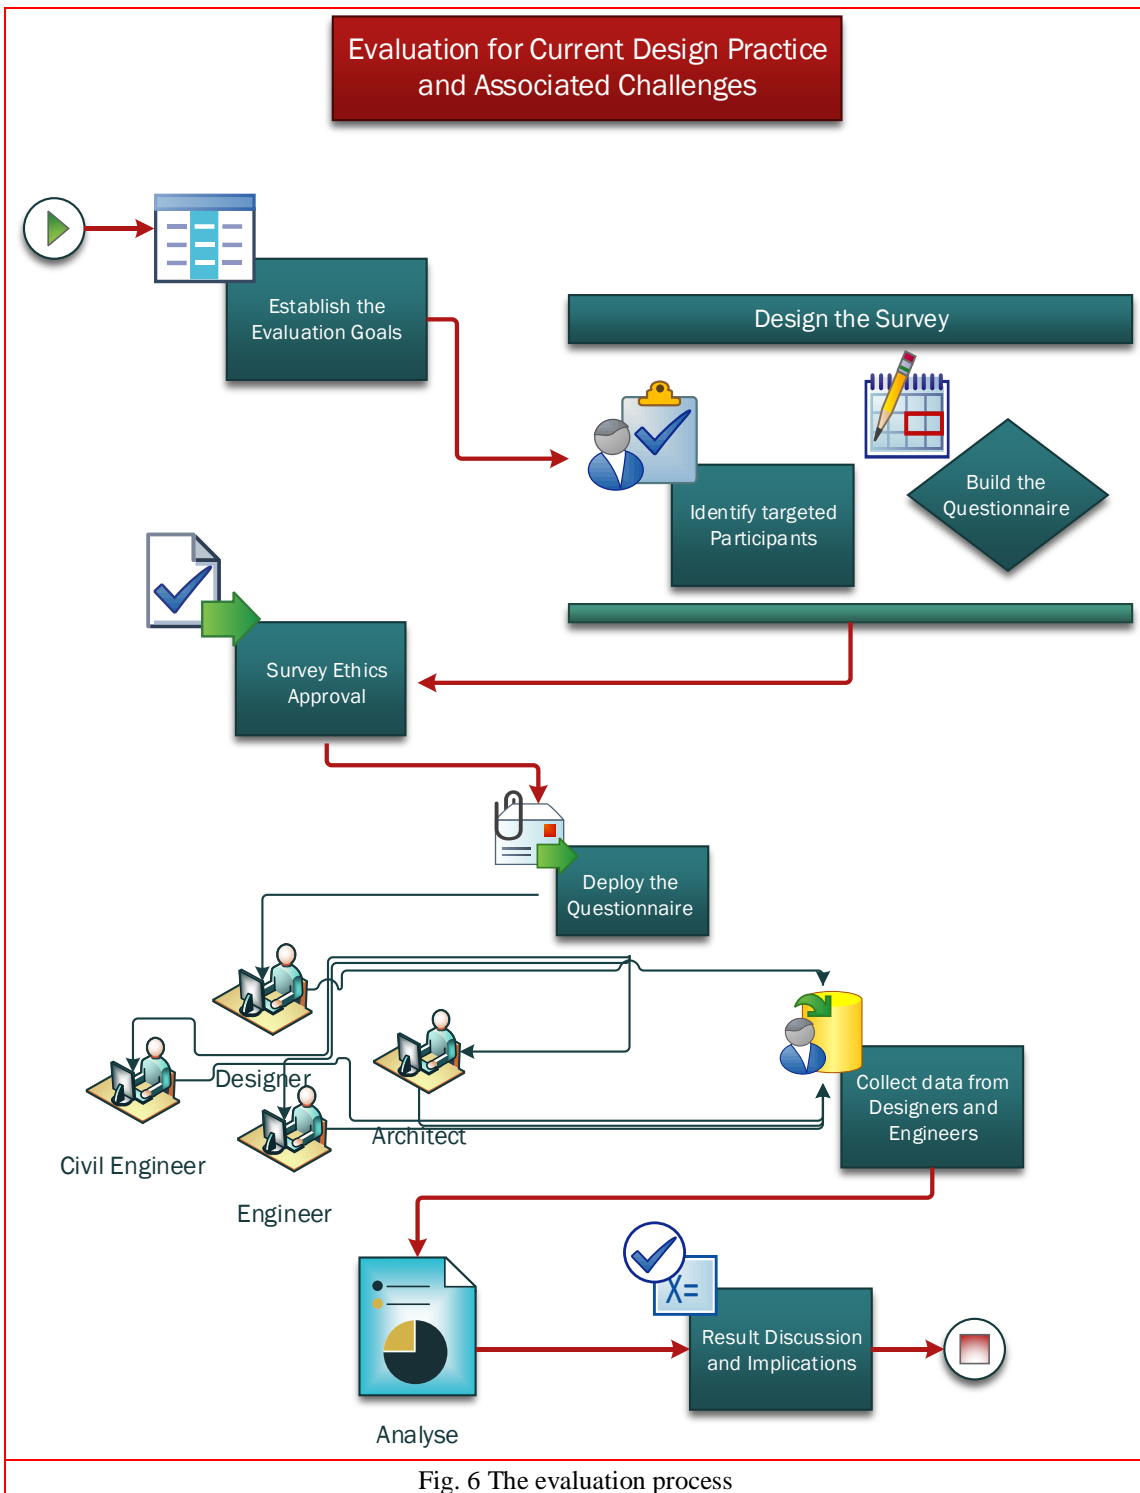 Evaluation for Current Design Practice
and Associated Challenges
Establish the
Evaluation Goals
Design the Survey
Identify targeted
Participants
Build the
Questionnaire
Survey Ethics
Approval
Deploy the
Questionnaire
Designer
Civil Engineer
Architect
Engineer
Collect data from
Designers and
Engineers
X=
Result Discussion
and Implications
Analyse
Fig. 6 The evaluation process